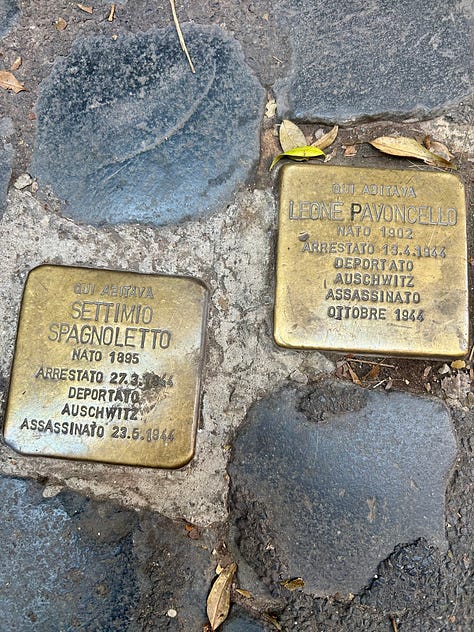 QUI ABITAVA
SETTIMIO
SPAGNOLETTO
NATO 1895
ARRESTATO 27.3.1944
DEPORTATO
AUSCHWITZ
ASSASSINATO 23.5.1944
QUI ABITAVA
LEONE PAVONCELLO
NATO 1902
ARRESTATO 13.4.1944
DEPORTATO
AUSCHWITZ
ASSASSINATO
OTTOBRE 1944